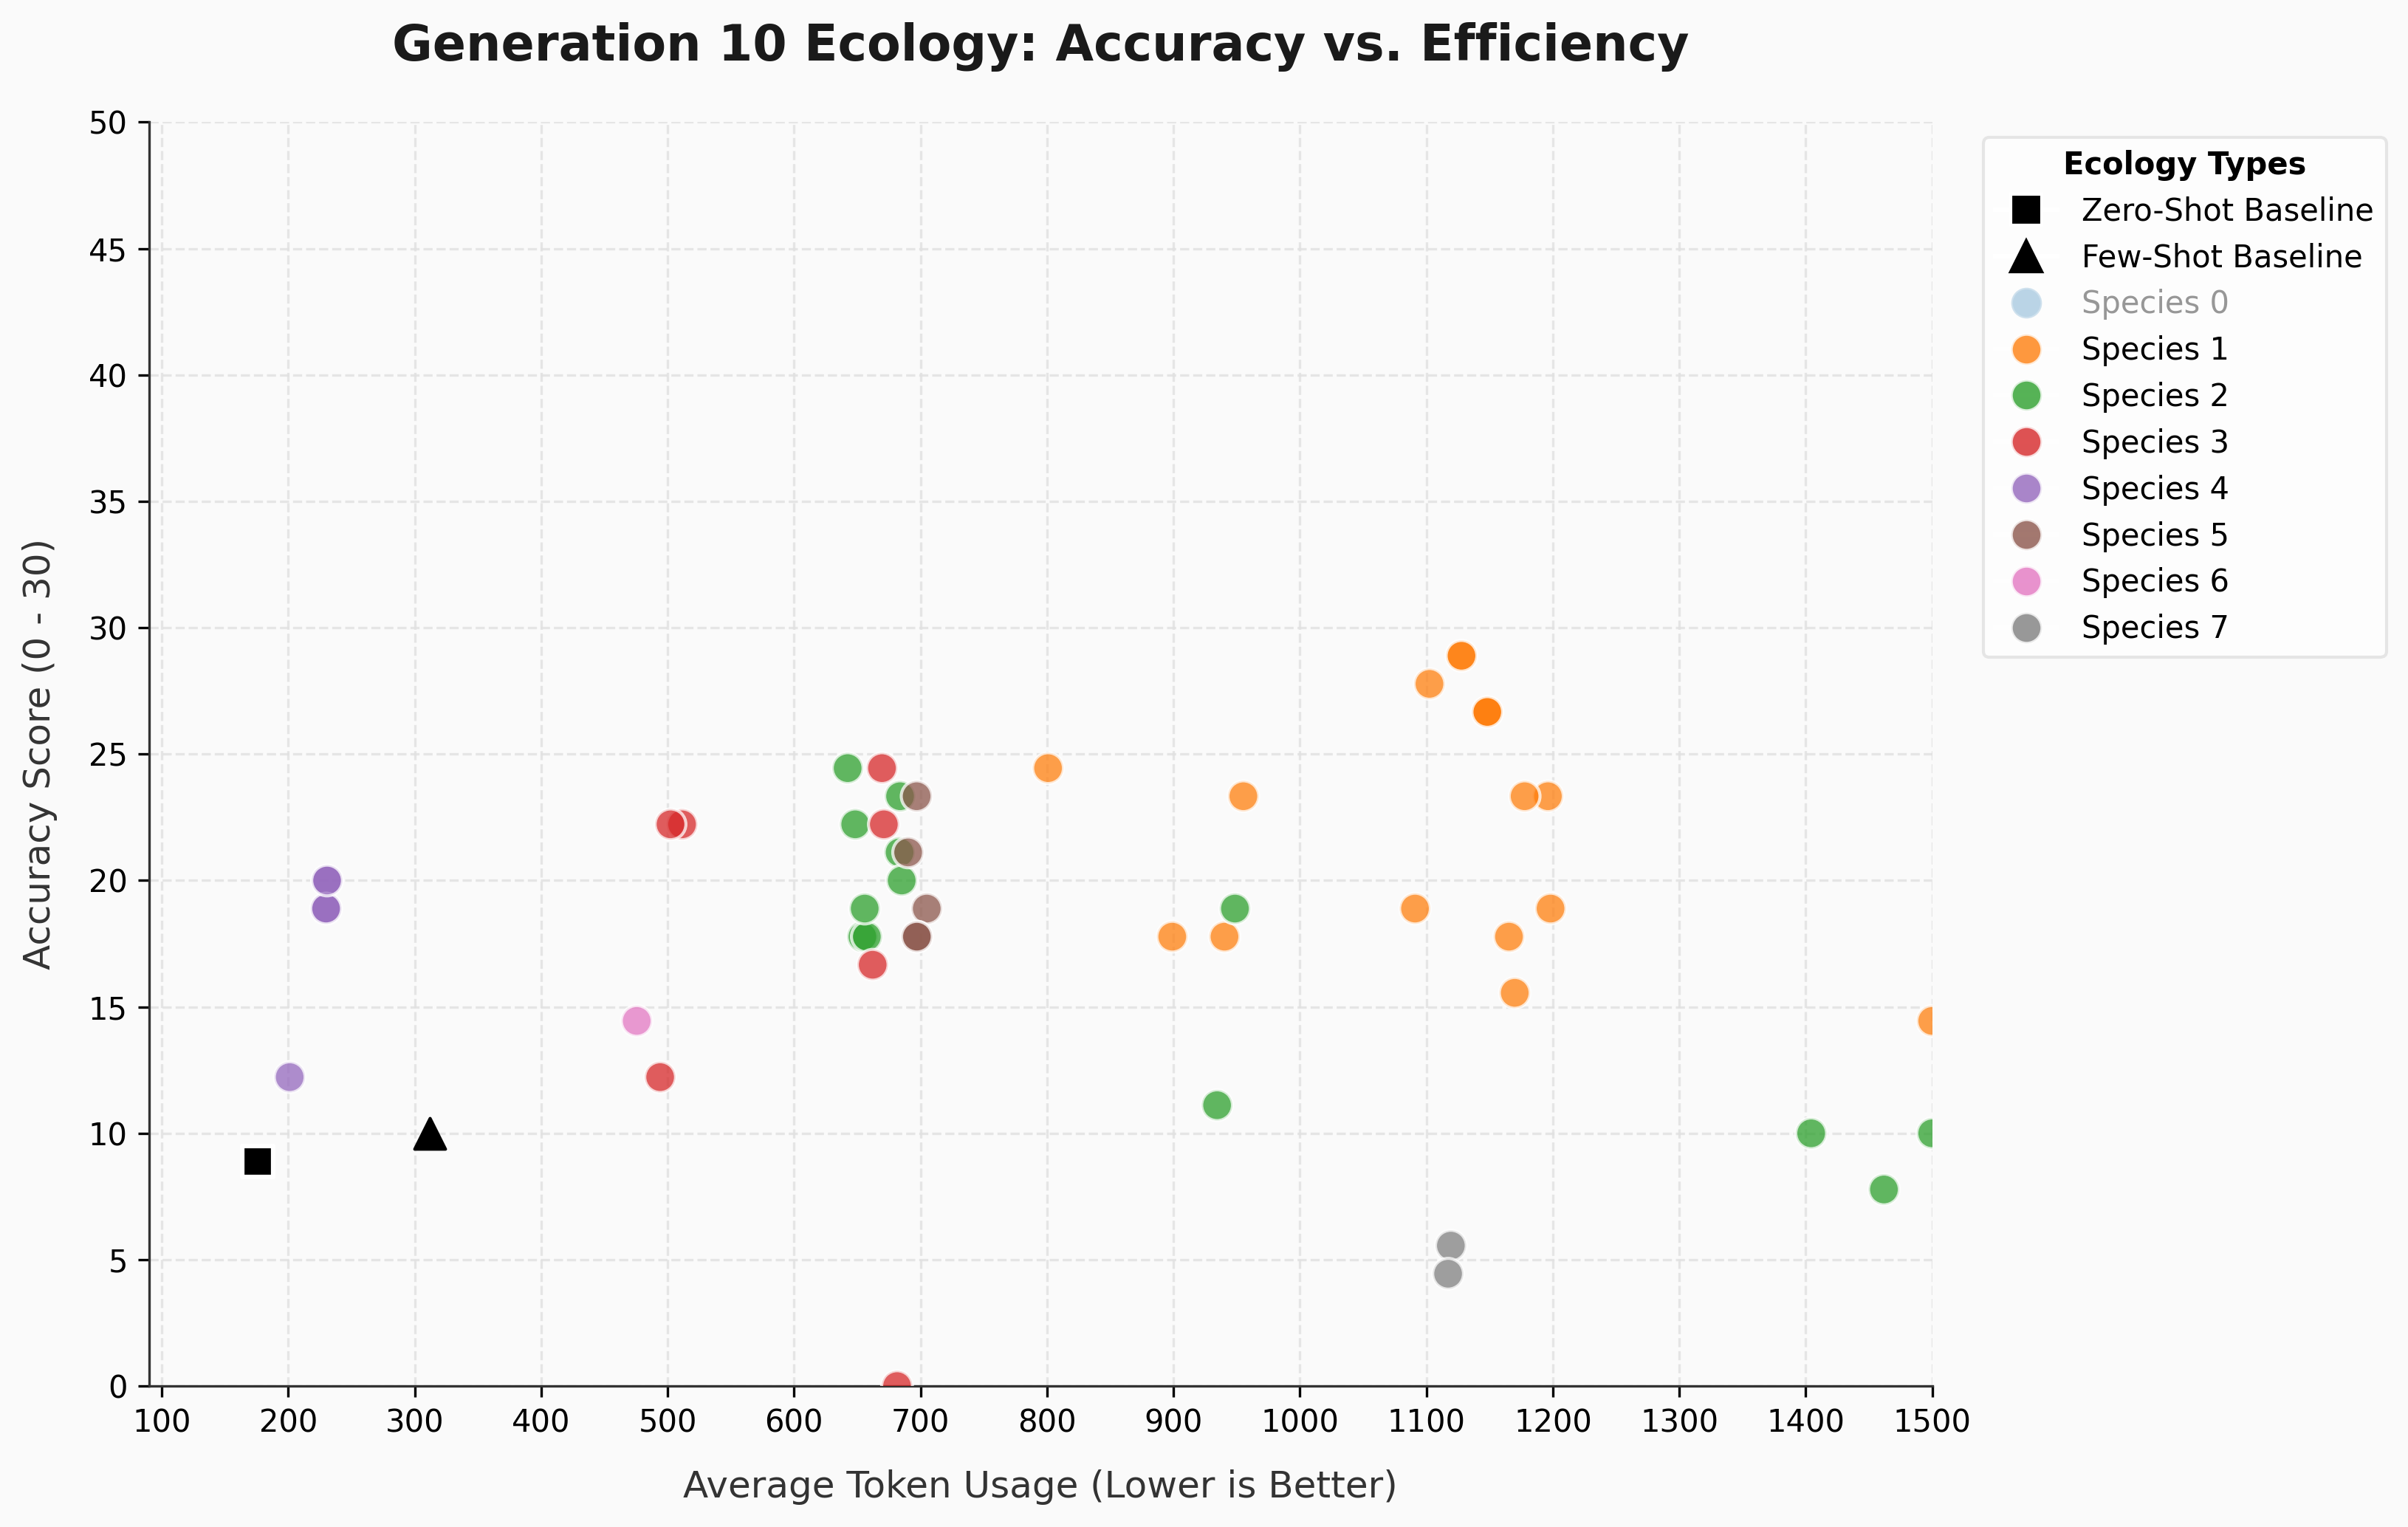 Generation 10 Ecology: Accuracy vs. Efficiency
50
45
40
35
30
25
20
15
10
5
0
Accuracy Score (0 - 30)
100 200 300 400 500 600 700 800 900 1000 1100 1200 1300 1400 1500
Average Token Usage (Lower is Better)
Ecology Types
Zero-Shot Baseline
Few-Shot Baseline
Species 0
Species 1
Species 2
Species 3
Species 4
Species 5
Species 6
Species 7